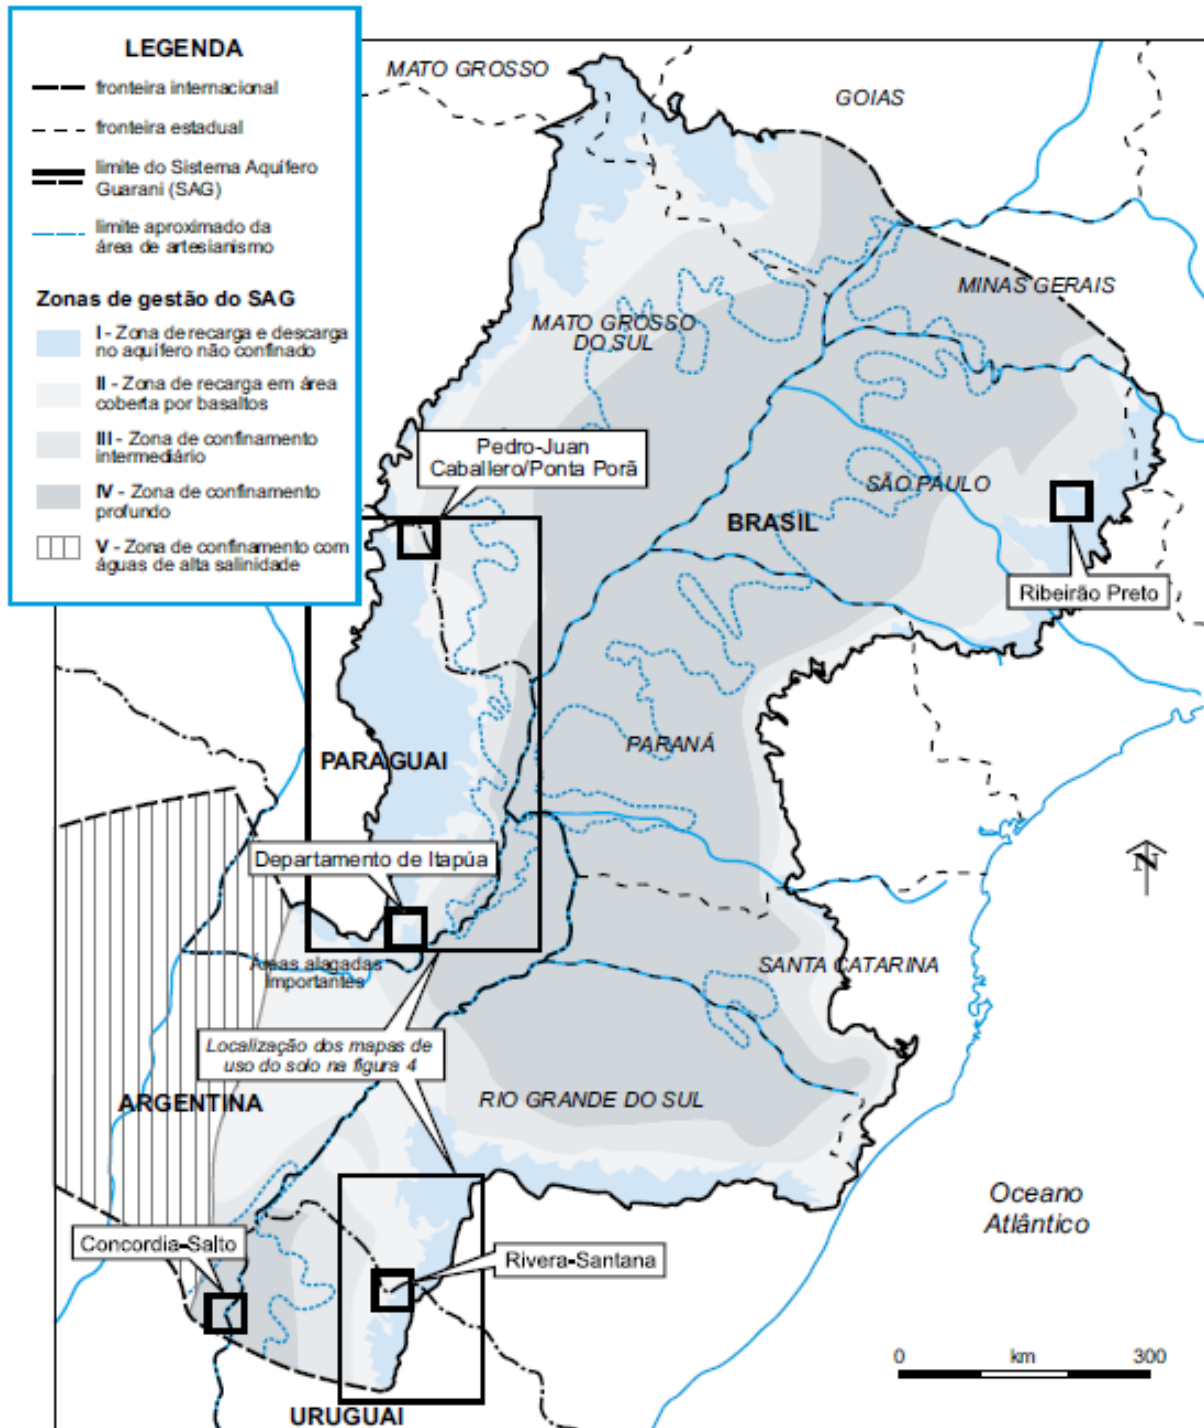 LEGENDA
fronteira internacional
fronteira estadual
limite do Sistema Aquífero
Guarani (SAG)
limite aproximado da
área de artesianismo
Zonas de gestão do SAG
I - Zona de recarga e descarga
no aquífero não confinado
II - Zona de recarga em área
coberta por basaltos
III - Zona de confinamento
intermediário
IV - Zona de confinamento
profundo
V - Zona de confinamento com
águas de alta salinidade
MATO GROSSO
GOIAS
MINAS GERAIS
MATO GROSSO
DO SUL
Pedro-Juan
Caballero/Ponta Porã
SÃO PAULO
BRASIL
Ribeirão Preto
PARANÁ
PARAGUAI
Departamento de Itapúa
N
Áreas alagadas
Importantes
SANTA CATARINA
Localização dos mapas de
uso do solo na figura 4
ARGENTINA
RIO GRANDE DO SUL
Oceano
Atlântico
Concordia-Salto
Rivera-Santana
0 km 300
URUGUAI